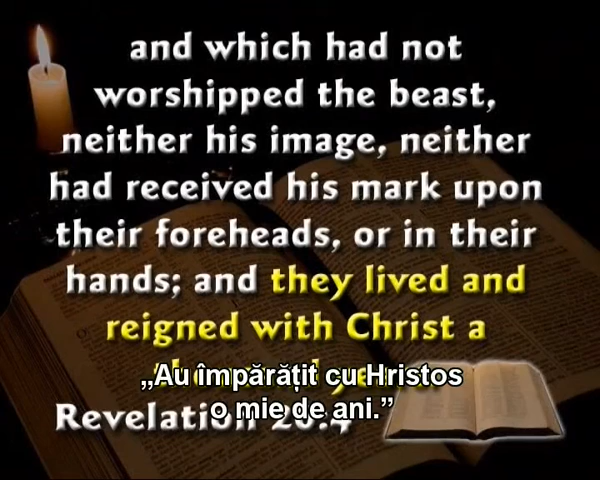 and which had not
worshipped the beast,
neither his image, neither
had received his mark upon
their foreheads, or in their
hands; and they lived and
reigned with Christ a
„Au împărățit cu Hristos
o mie de ani.”
Revelation 20:4